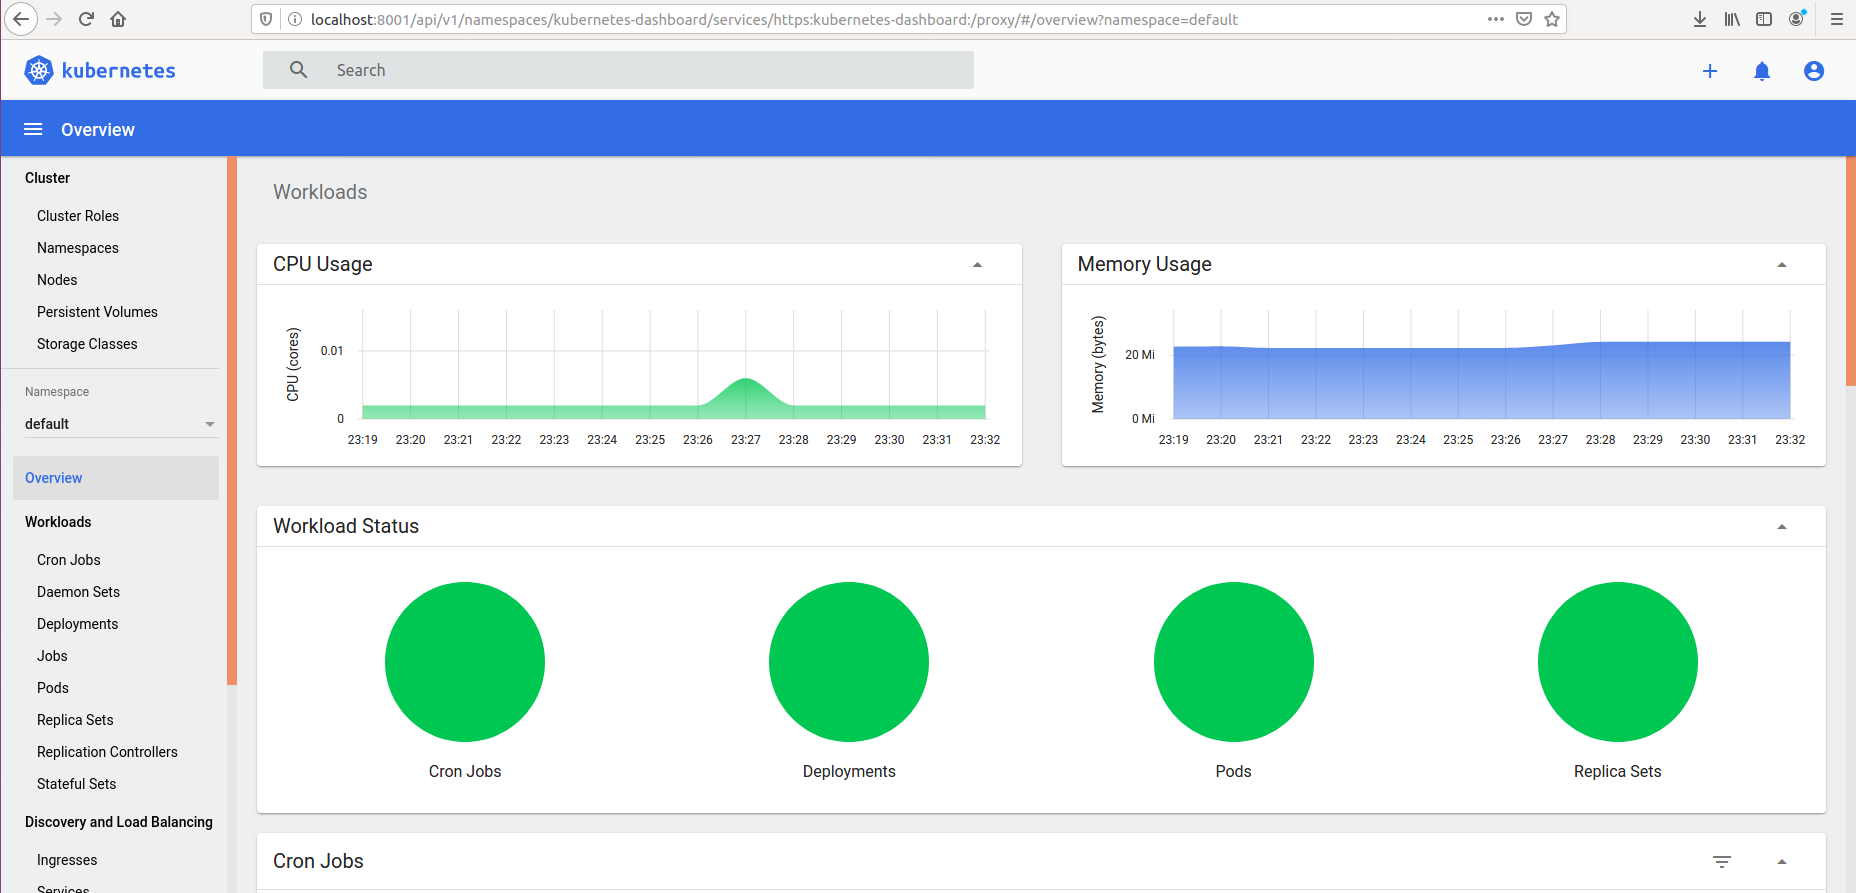 localhost:8001/api/v1/namespaces/kubernetes-dashboard/services/https:kubernetes-dashboard:/proxy/#/overview?namespace=default
kubernetes
Search
Overview
Cluster
Cluster Roles
Namespaces
Nodes
Persistent Volumes
Storage Classes
Namespace
default
Overview
Workloads
Cron Jobs
Daemon Sets
Deployments
Jobs
Pods
Replica Sets
Replication Controllers
Stateful Sets
Discovery and Load Balancing
Ingresses
Services
Workloads
CPU Usage
CPU (cores)
0.01
0
23:19 23:20 23:21 23:22 23:23 23:24 23:25 23:26 23:27 23:28 23:29 23:30 23:31 23:32
Memory Usage
Memory (bytes)
20 Mi
0 Mi
23:19 23:20 23:21 23:22 23:23 23:24 23:25 23:26 23:27 23:28 23:29 23:30 23:31 23:32
Workload Status
Cron Jobs
Deployments
Pods
Replica Sets
Cron Jobs